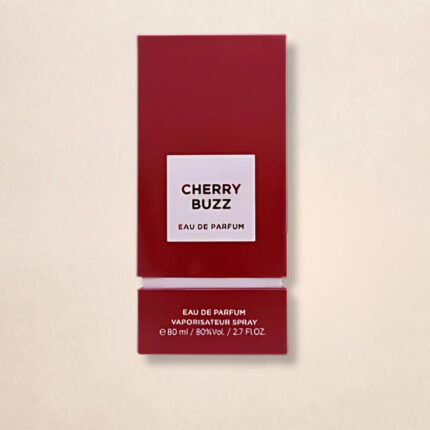 CHERRY
BUZZ
EAU DE PARFUM
EAU DE PARFUM
VAPORISATEUR SPRAY
℮ 80 ml / 80%Vol. / 2.7 Fl.OZ.